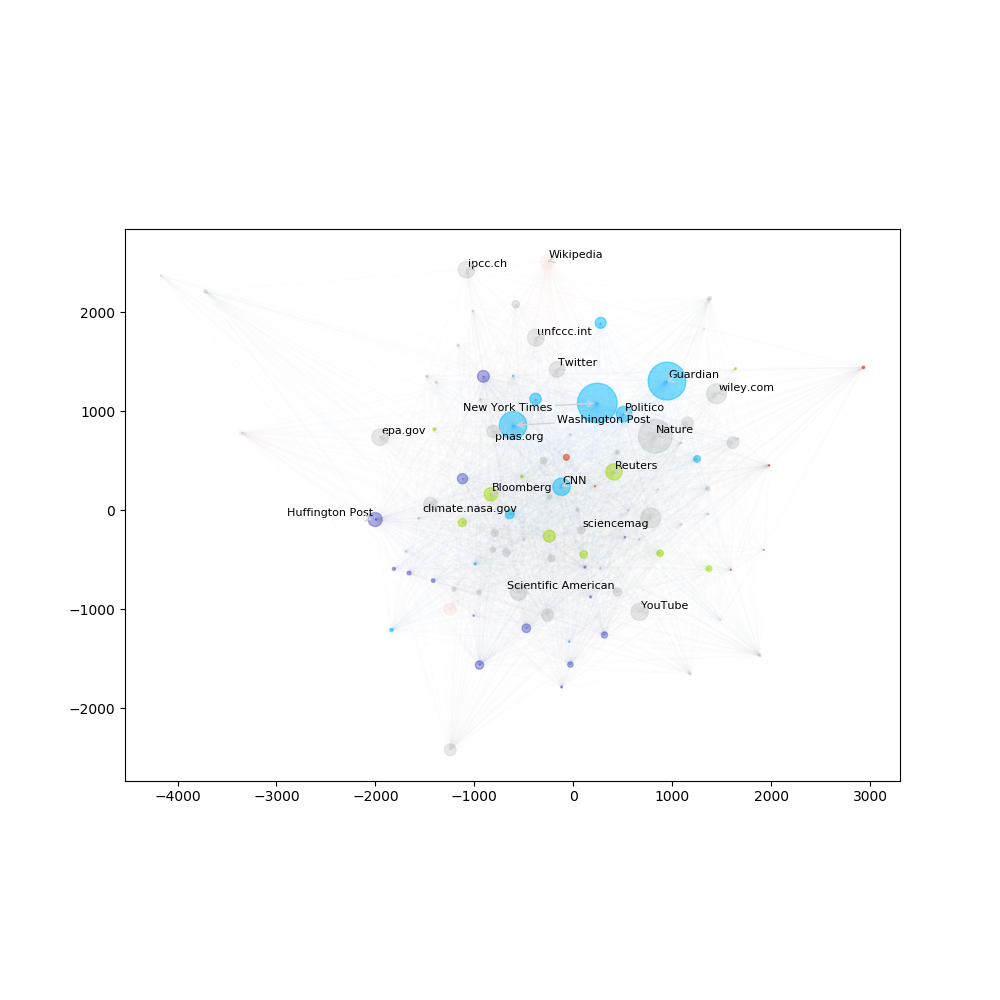 Wikipedia
ipcc.ch
2000
unfccc.int
Twitter
Guardian
wiley.com
New York Times
Politico
1000
Washington Post
epa.gov
pnas.org
Nature
Reuters
Bloomberg
CNN
0
climate.nasa.gov
Huffington Post
sciencemag
Scientific American
−1000
YouTube
−2000
−4000 −3000 −2000 −1000 0 1000 2000 3000